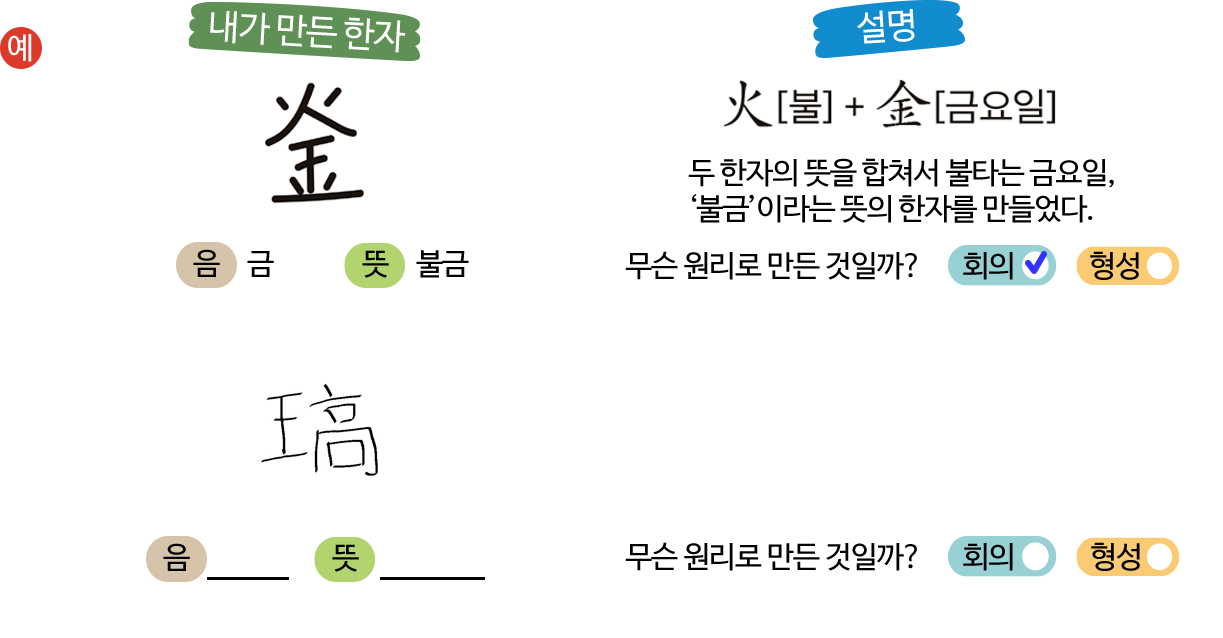 예
내가 만든 한자
설명
釜
火[불] + 金[금요일]
두 한자의 뜻을 합쳐서 불타는 금요일,
‘불금’이라는 뜻의 한자를 만들었다.
음 금 뜻 불금
무슨 원리로 만든 것일까? 회의 형성
王高
음 뜻
무슨 원리로 만든 것일까? 회의 형성